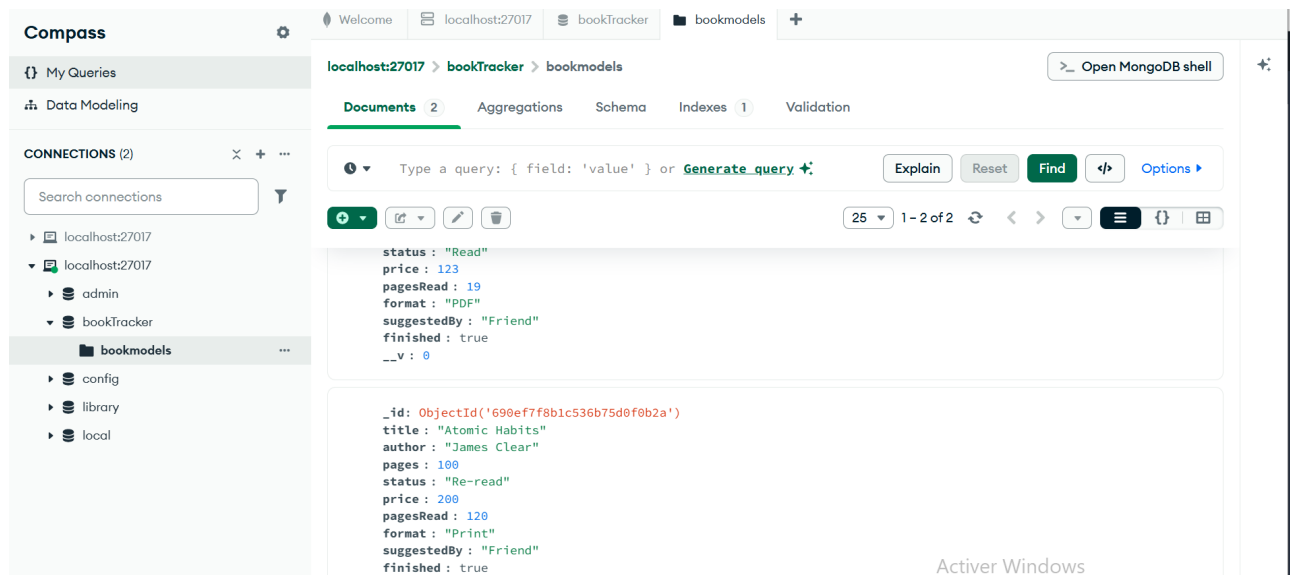 Compass
Welcome
localhost:27017
bookTracker
bookmodels
My Queries
Data Modeling
CONNECTIONS (2)
Search connections
localhost:27017
localhost:27017
admin
bookTracker
bookmodels
config
library
local
localhost:27017 > bookTracker > bookmodels
>_ Open MongoDB shell
Documents 2
Aggregations
Schema
Indexes 1
Validation
Type a query: { field: 'value' } or Generate query
Explain
Reset
Find
</>
Options
25
1 – 2 of 2
{}
status : "Read"
price : 123
pagesRead : 19
format : "PDF"
suggestedBy : "Friend"
finished : true
__v : 0
_id: ObjectId('690ef7f8b1c536b75d0f0b2a')
title : "Atomic Habits"
author : "James Clear"
pages : 100
status : "Re-read"
price : 200
pagesRead : 120
format : "Print"
suggestedBy : "Friend"
finished : true
Activer Windows